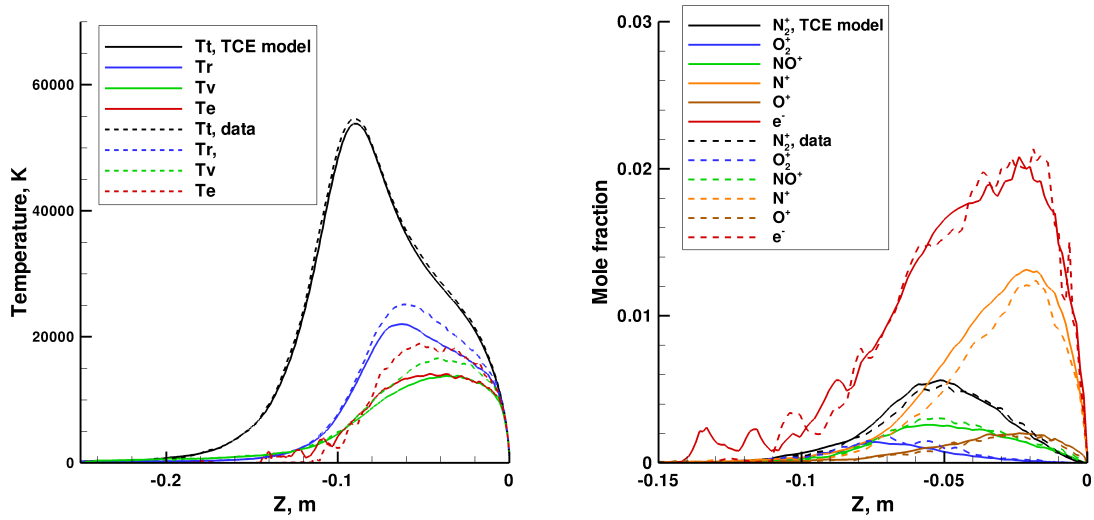 Temperature, K
60000
40000
20000
0
Tt, TCE model
Tr
Tv
Te
Tt, data
Tr,
Tv
Te
-0.2
-0.1
0
Z, m
Mole fraction
0.03
0.02
0.01
0
N₂⁺, TCE model
O₂⁺
NO⁺
N⁺
O⁺
e⁻
N₂⁺, data
O₂⁺
NO⁺
N⁺
O⁺
e⁻
-0.15
-0.1
-0.05
0
Z, m